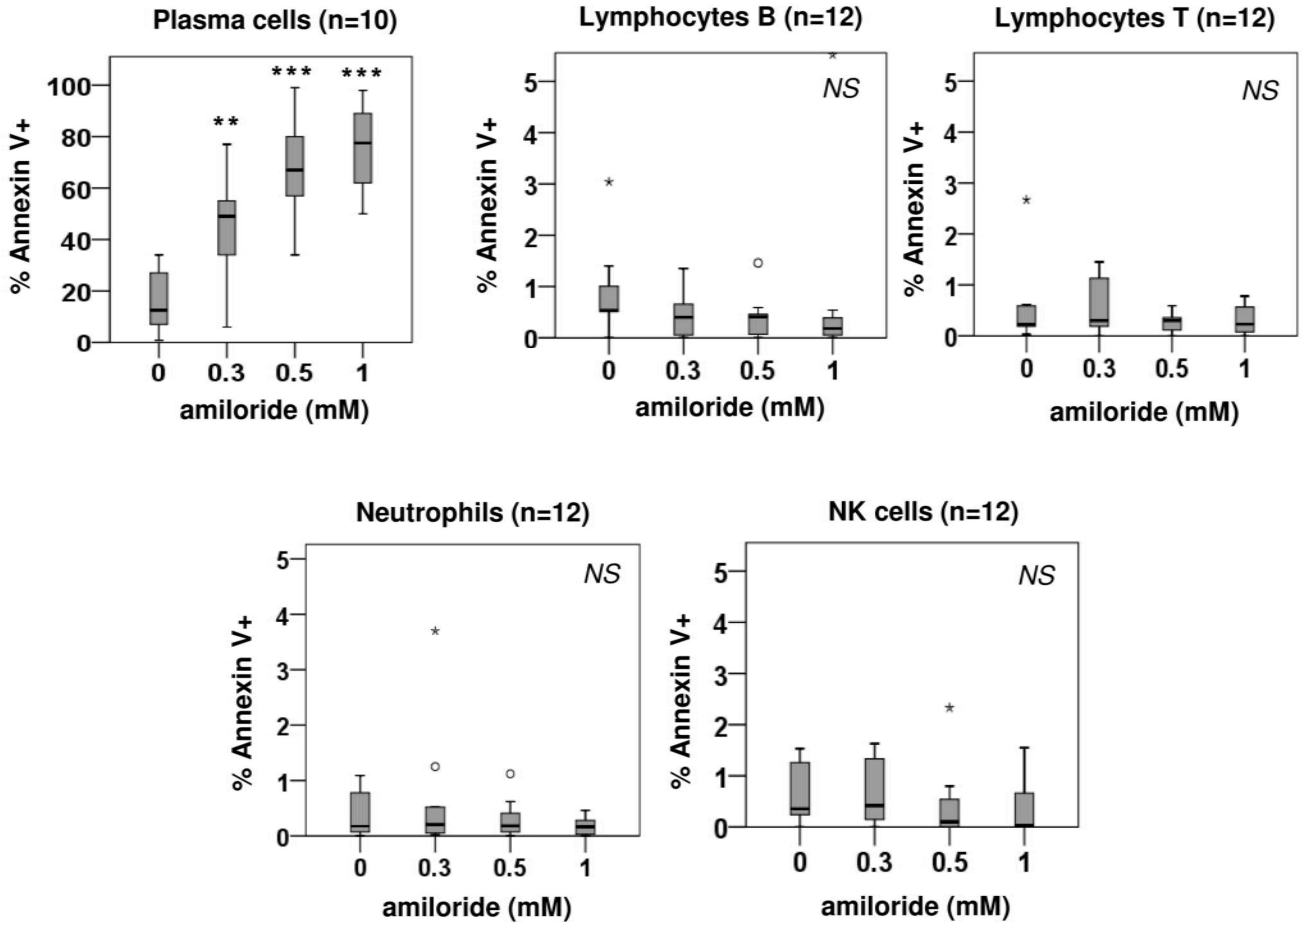 Plasma cells (n=10)
% Annexin V+
100
80
60
40
20
0
** *** ***
0 0.3 0.5 1
amiloride (mM)
Lymphocytes B (n=12)
% Annexin V+
5
4
3
2
1
0
NS
0 0.3 0.5 1
amiloride (mM)
Lymphocytes T (n=12)
% Annexin V+
5
4
3
2
1
0
NS
0 0.3 0.5 1
amiloride (mM)
Neutrophils (n=12)
% Annexin V+
5
4
3
2
1
0
NS
0 0.3 0.5 1
amiloride (mM)
NK cells (n=12)
% Annexin V+
5
4
3
2
1
0
NS
0 0.3 0.5 1
amiloride (mM)